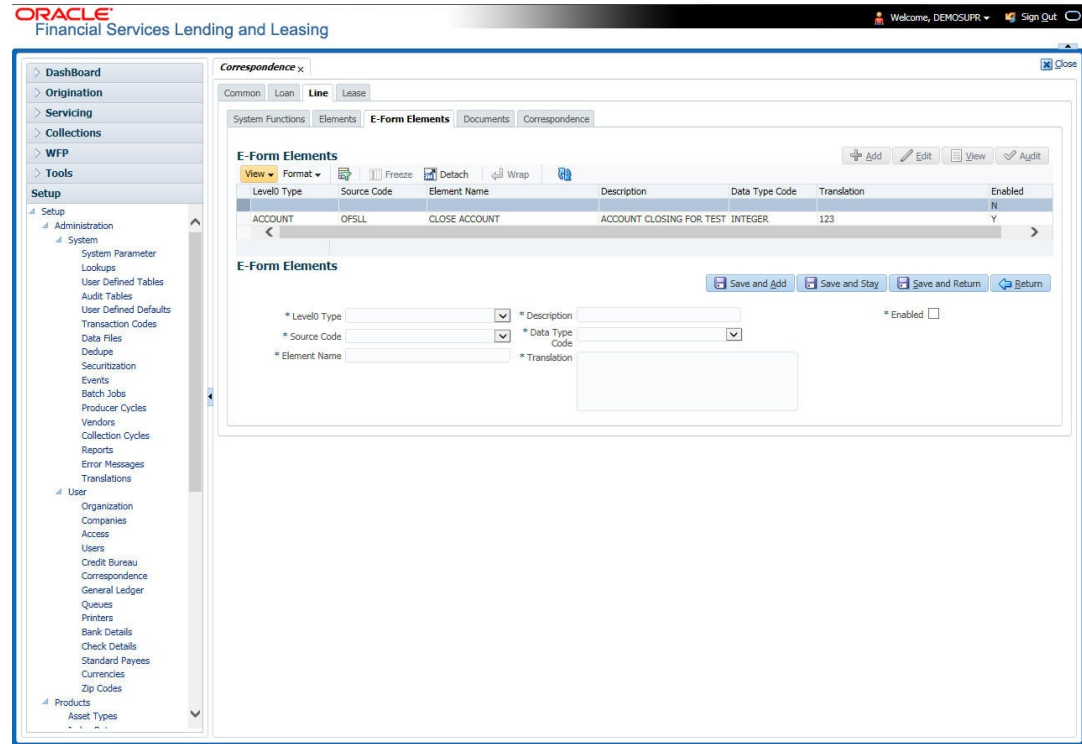 ORACLE®
Financial Services Lending and Leasing
Welcome, DEMOSUPR Sign Out
Close
DashBoard
Origination
Servicing
Collections
WFP
Tools
Setup
Setup
Administration
System
System Parameter
Lookups
User Defined Tables
Audit Tables
User Defined Defaults
Transaction Codes
Data Files
Dedupe
Securitization
Events
Batch Jobs
Producer Cycles
Vendors
Collection Cycles
Reports
Error Messages
Translations
User
Organization
Companies
Access
Users
Credit Bureau
Correspondence
General Ledger
Queues
Printers
Bank Details
Check Details
Standard Payees
Currencies
Zip Codes
Products
Asset Types
Correspondence x
Common Loan Line Lease
System Functions Elements E-Form Elements Documents Correspondence
E-Form Elements
Add Edit View Audit
View Format Freeze Detach Wrap
Level0 Type Source Code Element Name Description Data Type Code Translation Enabled
N
ACCOUNT OFSLL CLOSE ACCOUNT ACCOUNT CLOSING FOR TEST INTEGER 123 Y
E-Form Elements
Save and Add Save and Stay Save and Return Return
* Level0 Type * Description * Enabled
* Source Code * Data Type Code
* Element Name * Translation